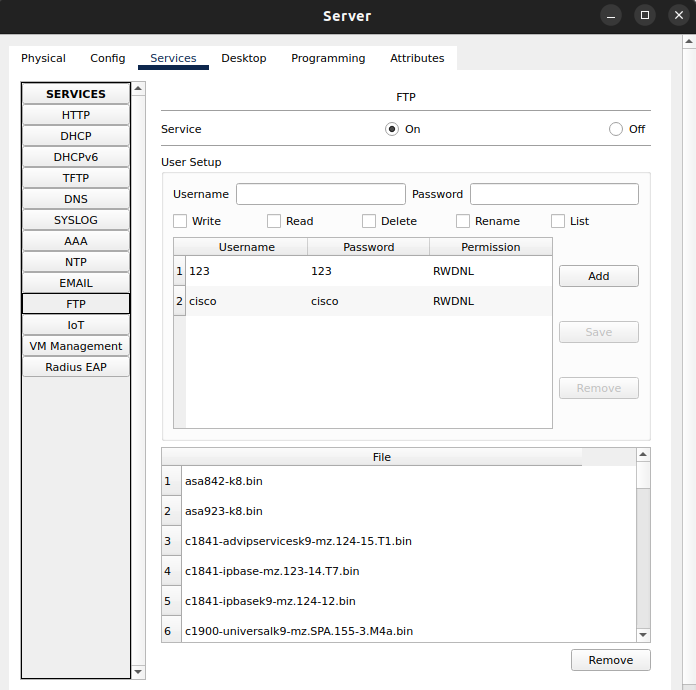 Server
Physical Config Services Desktop Programming Attributes
SERVICES
HTTP
DHCP
DHCPv6
TFTP
DNS
SYSLOG
AAA
NTP
EMAIL
FTP
IoT
VM Management
Radius EAP
FTP
Service On Off
User Setup
Username Password
Write Read Delete Rename List
Username Password Permission
1 123 123 RWDNL
2 cisco cisco RWDNL
Add
Save
Remove
File
1 asa842-k8.bin
2 asa923-k8.bin
3 c1841-advipservicesk9-mz.124-15.T1.bin
4 c1841-ipbase-mz.123-14.T7.bin
5 c1841-ipbasek9-mz.124-12.bin
6 c1900-universalk9-mz.SPA.155-3.M4a.bin
Remove